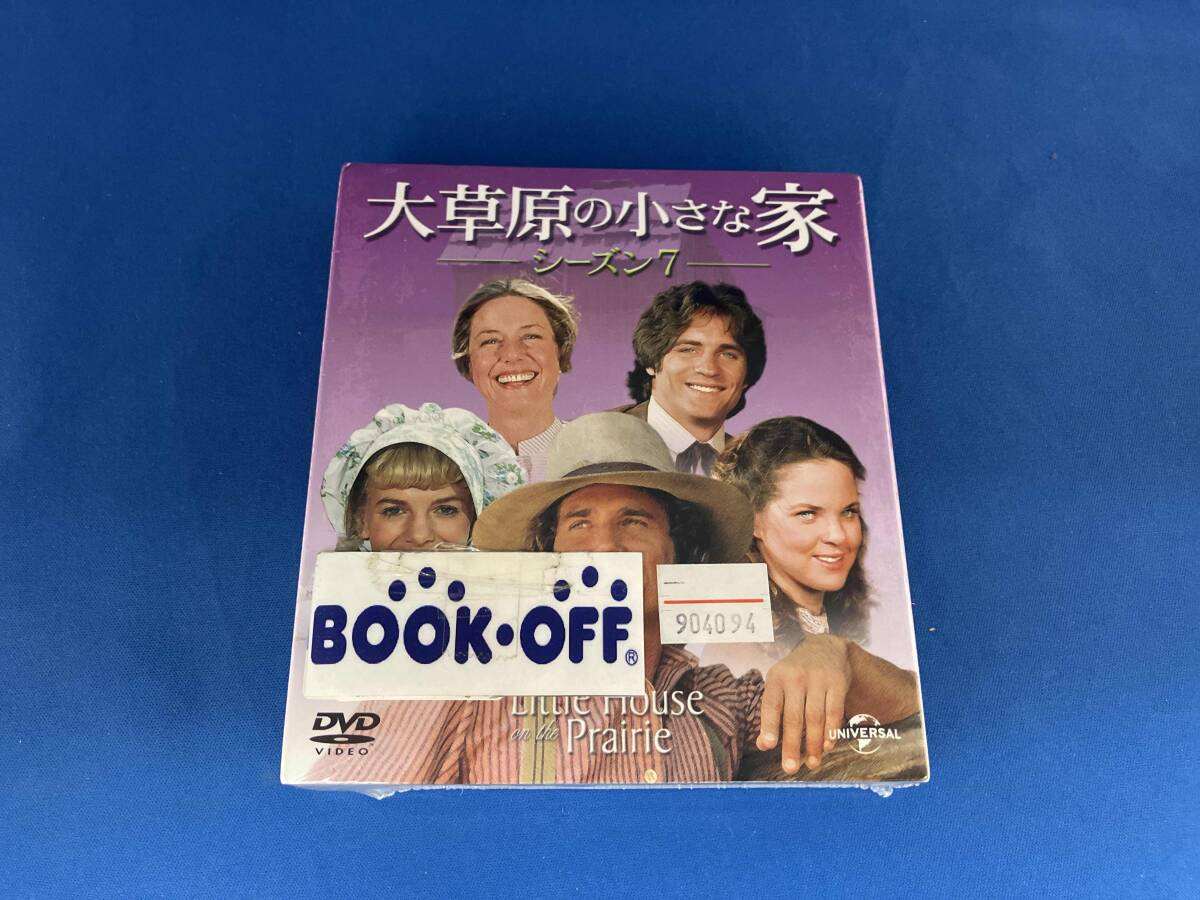 大草原の小さな家
シーズン7
BOOK・OFF®
904094
Little House
on the Prairie
DVD
VIDEO™
UNIVERSAL